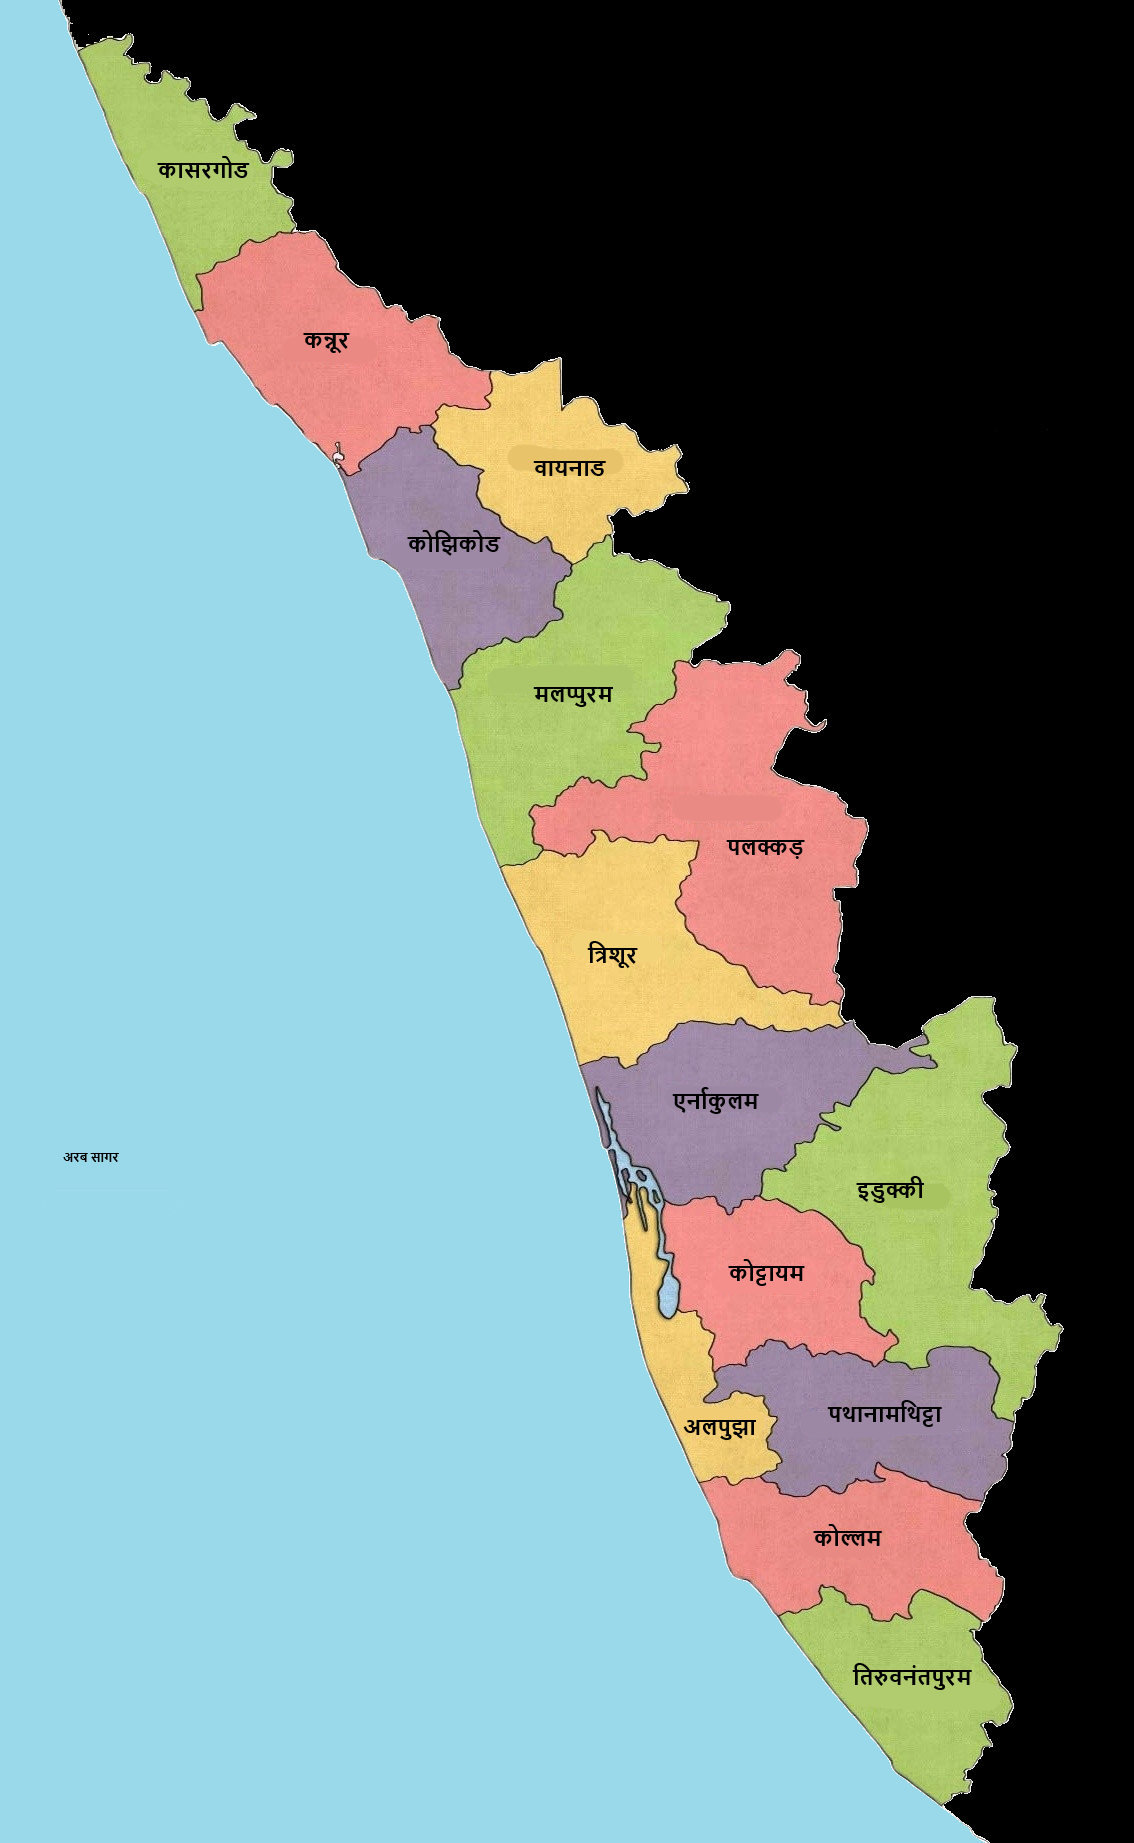 कासरगोड
कन्नूर
वायनाड
कोझिकोड
मलप्पुरम
पलक्कड़
त्रिशूर
एर्नाकुलम
अरब सागर
इडुक्की
कोट्टायम
पथानामथिट्टा
अलपुझा
कोल्लम
तिरुवनंतपुरम